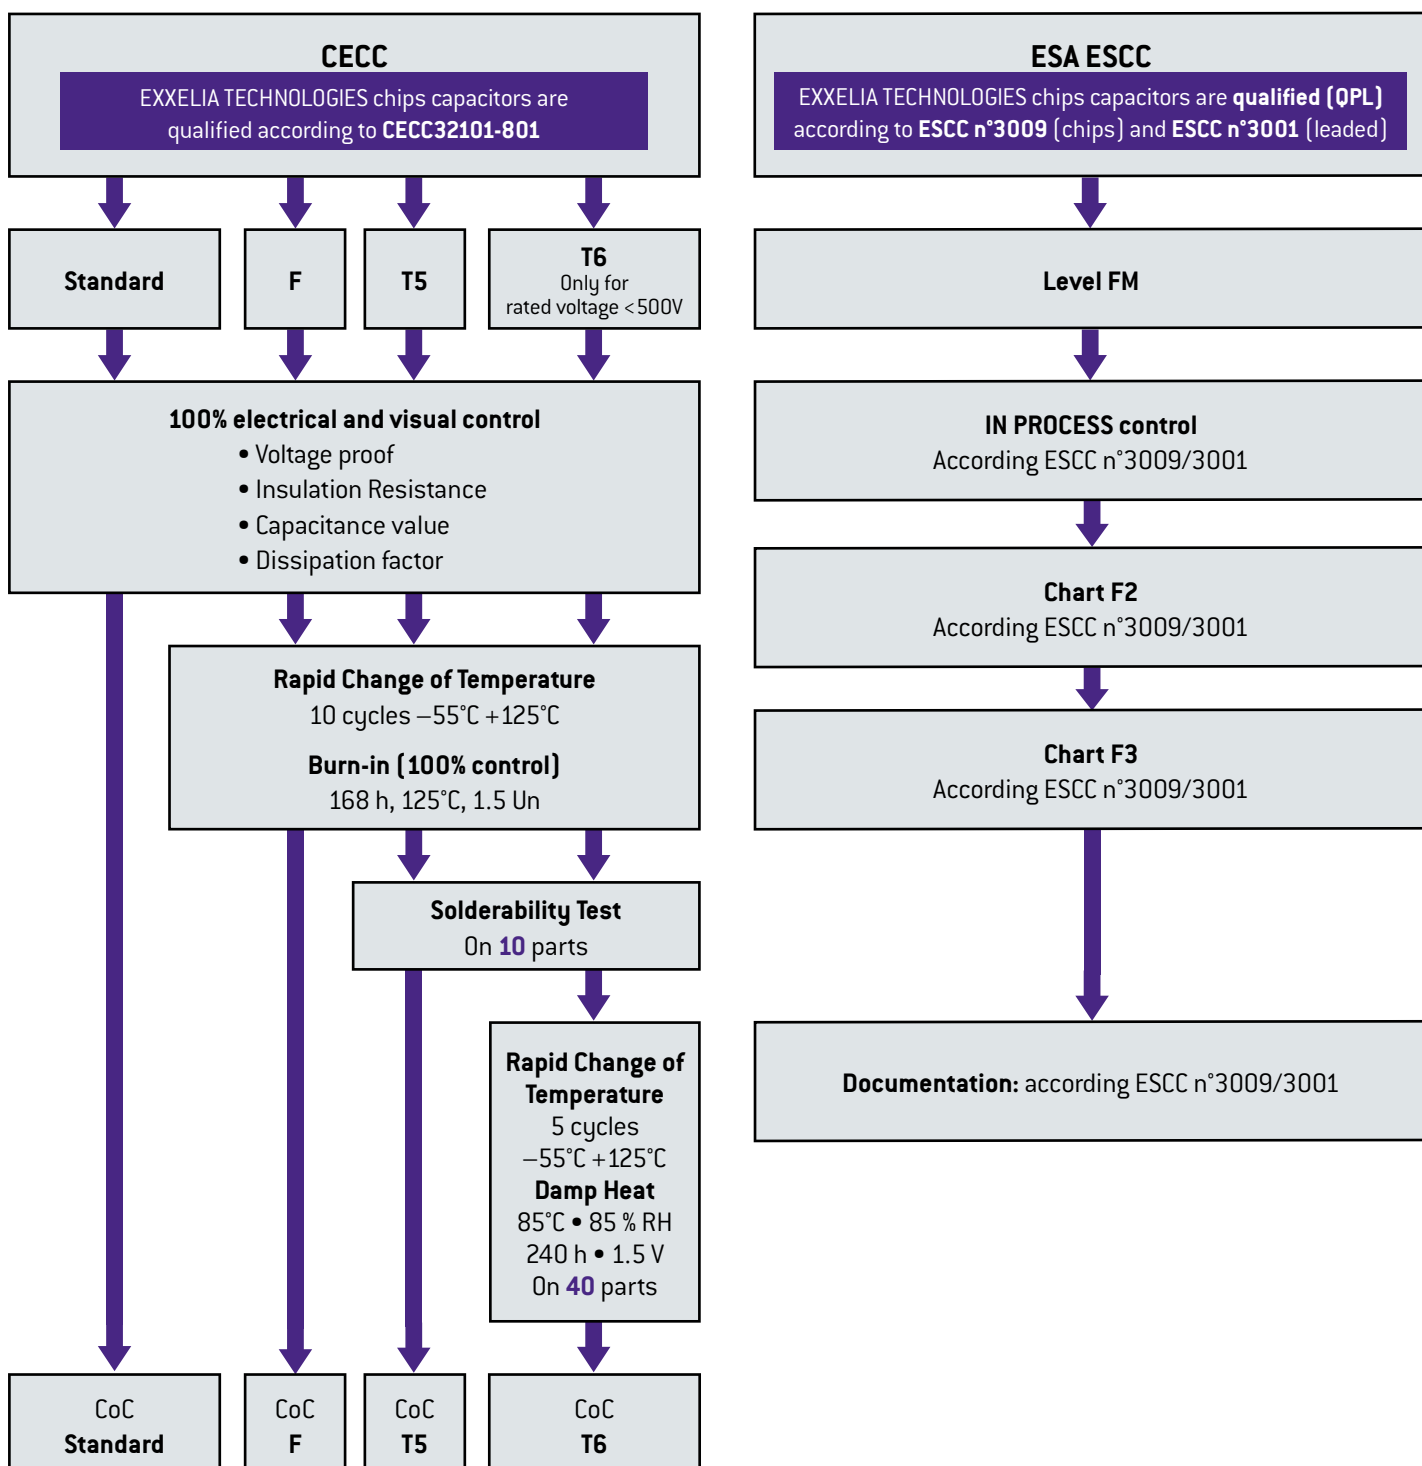 CECC
EXXELIA TECHNOLOGIES chips capacitors are
qualified according to CECC32101-801
Standard
F
T5
T6
Only for
rated voltage <500V
100% electrical and visual control
• Voltage proof
• Insulation Resistance
• Capacitance value
• Dissipation factor
Rapid Change of Temperature
10 cycles –55°C +125°C
Burn-in (100% control)
168 h, 125°C, 1.5 Un
Solderability Test
On 10 parts
Rapid Change of
Temperature
5 cycles
–55°C +125°C
Damp Heat
85°C • 85 % RH
240 h • 1.5 V
On 40 parts
CoC
Standard
CoC
F
CoC
T5
CoC
T6
ESA ESCC
EXXELIA TECHNOLOGIES chips capacitors are qualified (QPL)
according to ESCC n°3009 (chips) and ESCC n°3001 (leaded)
Level FM
IN PROCESS control
According ESCC n°3009/3001
Chart F2
According ESCC n°3009/3001
Chart F3
According ESCC n°3009/3001
Documentation: according ESCC n°3009/3001